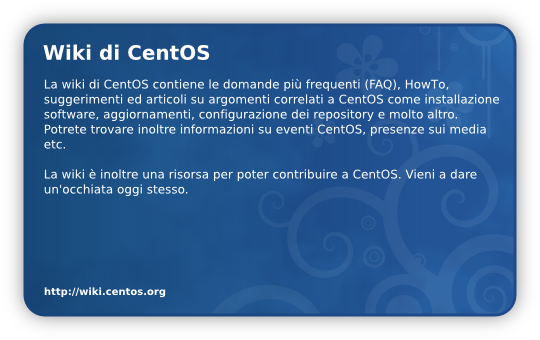 Wiki di CentOS
La wiki di CentOS contiene le domande più frequenti (FAQ), HowTo,
suggerimenti ed articoli su argomenti correlati a CentOS come installazione
software, aggiornamenti, configurazione dei repository e molto altro.
Potrete trovare inoltre informazioni su eventi CentOS, presenze sui media
etc.
La wiki è inoltre una risorsa per poter contribuire a CentOS. Vieni a dare
un'occhiata oggi stesso.
http://wiki.centos.org